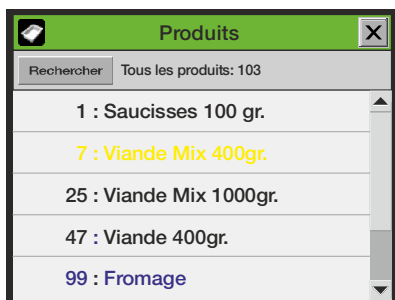 Produits
Rechercher Tous les produits: 103
1 : Saucisses 100 gr.
7 : Viande Mix 400gr.
25 : Viande Mix 1000gr.
47 : Viande 400gr.
99 : Fromage